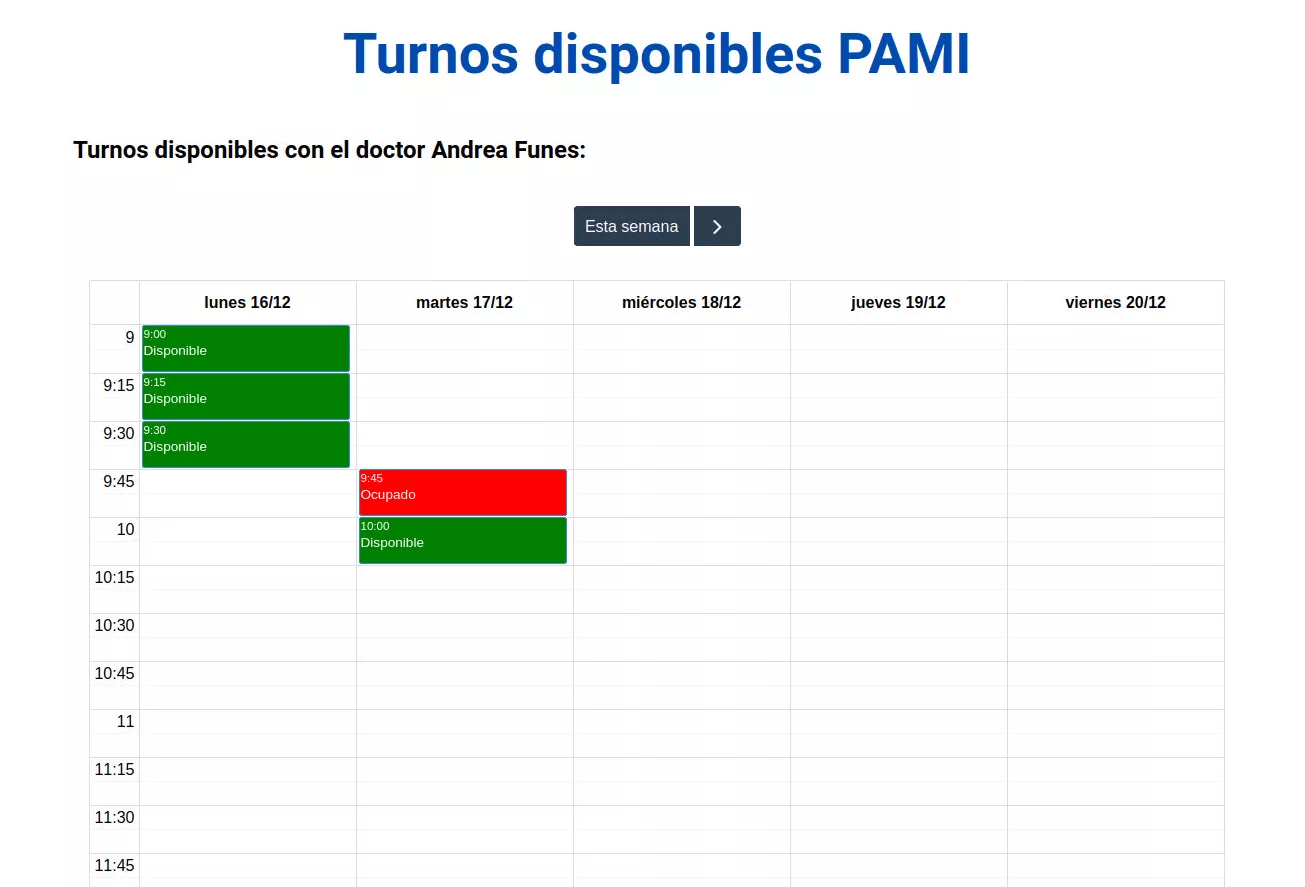 Turnos disponibles PAMI
Turnos disponibles con el doctor Andrea Funes:
Esta semana
lunes 16/12 martes 17/12 miércoles 18/12 jueves 19/12 viernes 20/12
9
9:00
Disponible
9:15
9:15
Disponible
9:30
9:30
Disponible
9:45
9:45
Ocupado
10
10:00
Disponible
10:15
10:30
10:45
11
11:15
11:30
11:45